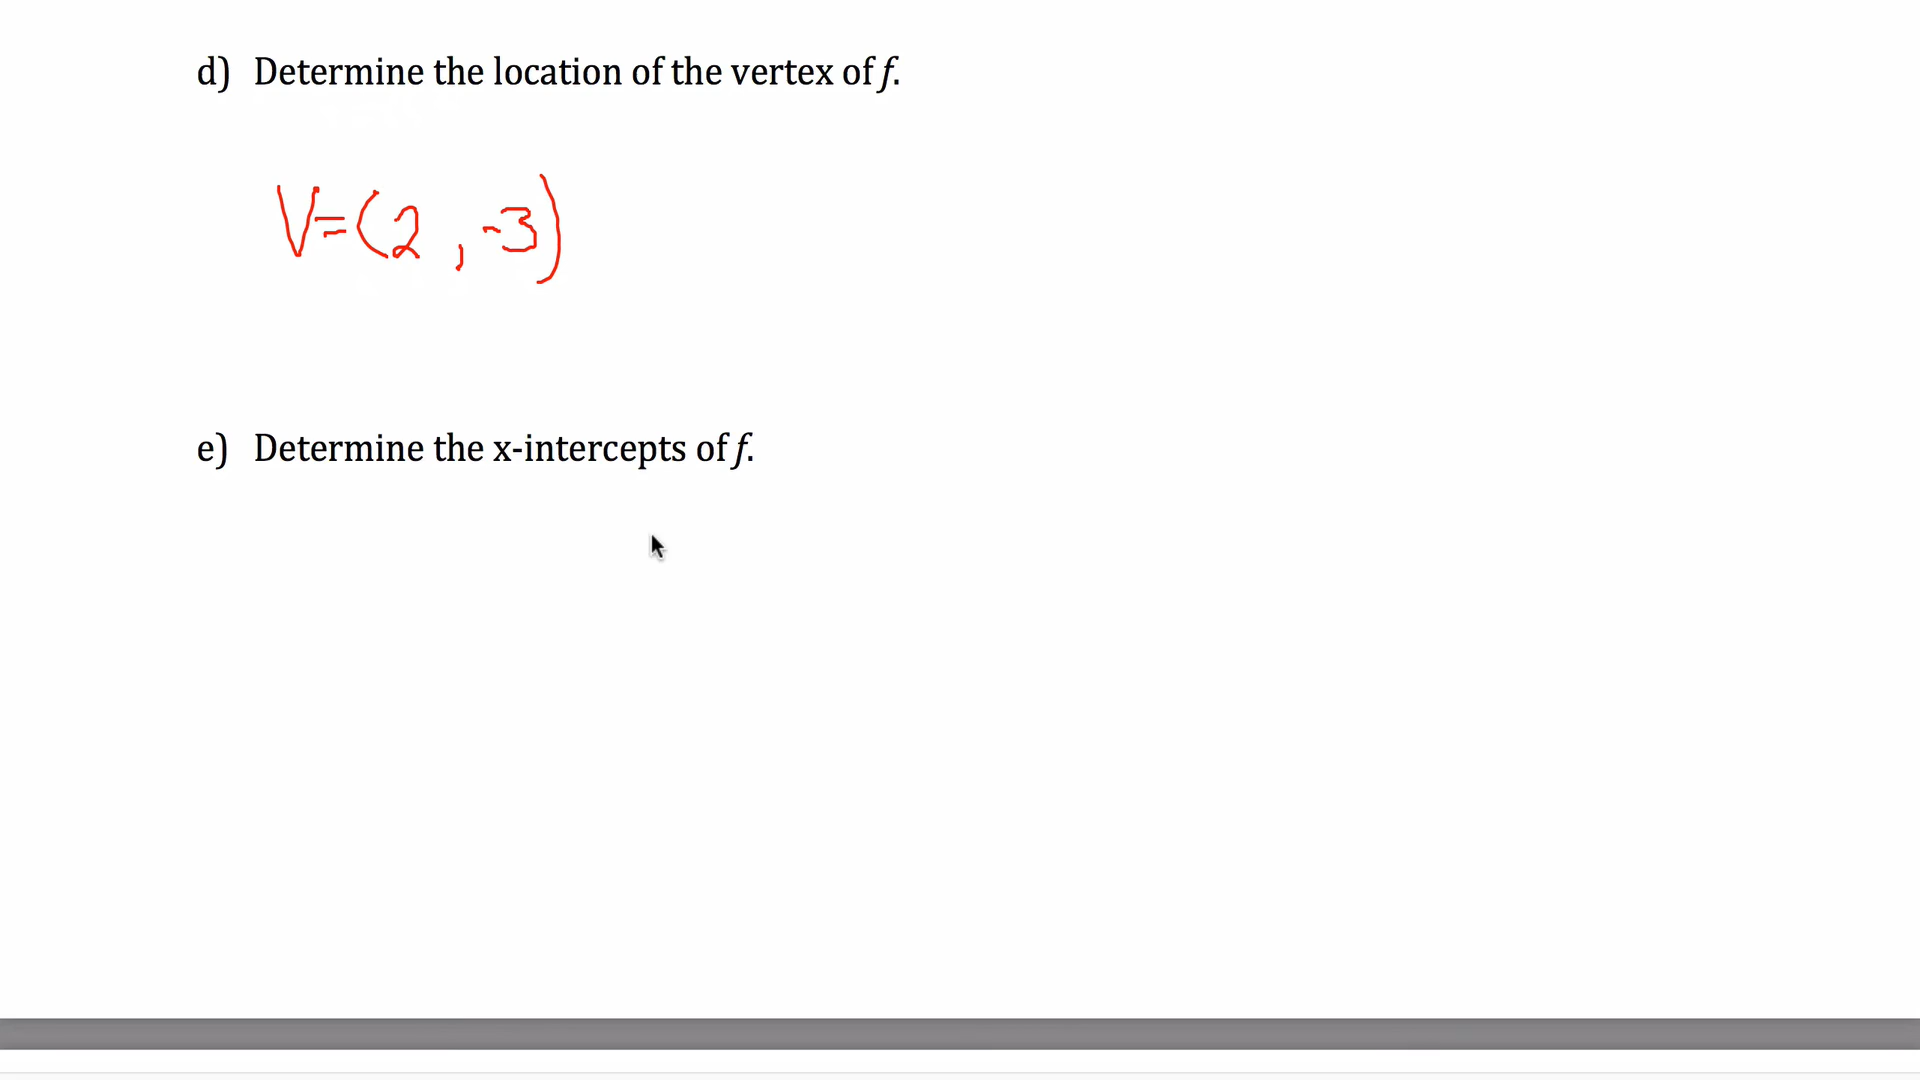 d) Determine the location of the vertex of f.
V=(2 , -3)
e) Determine the x-intercepts of f.